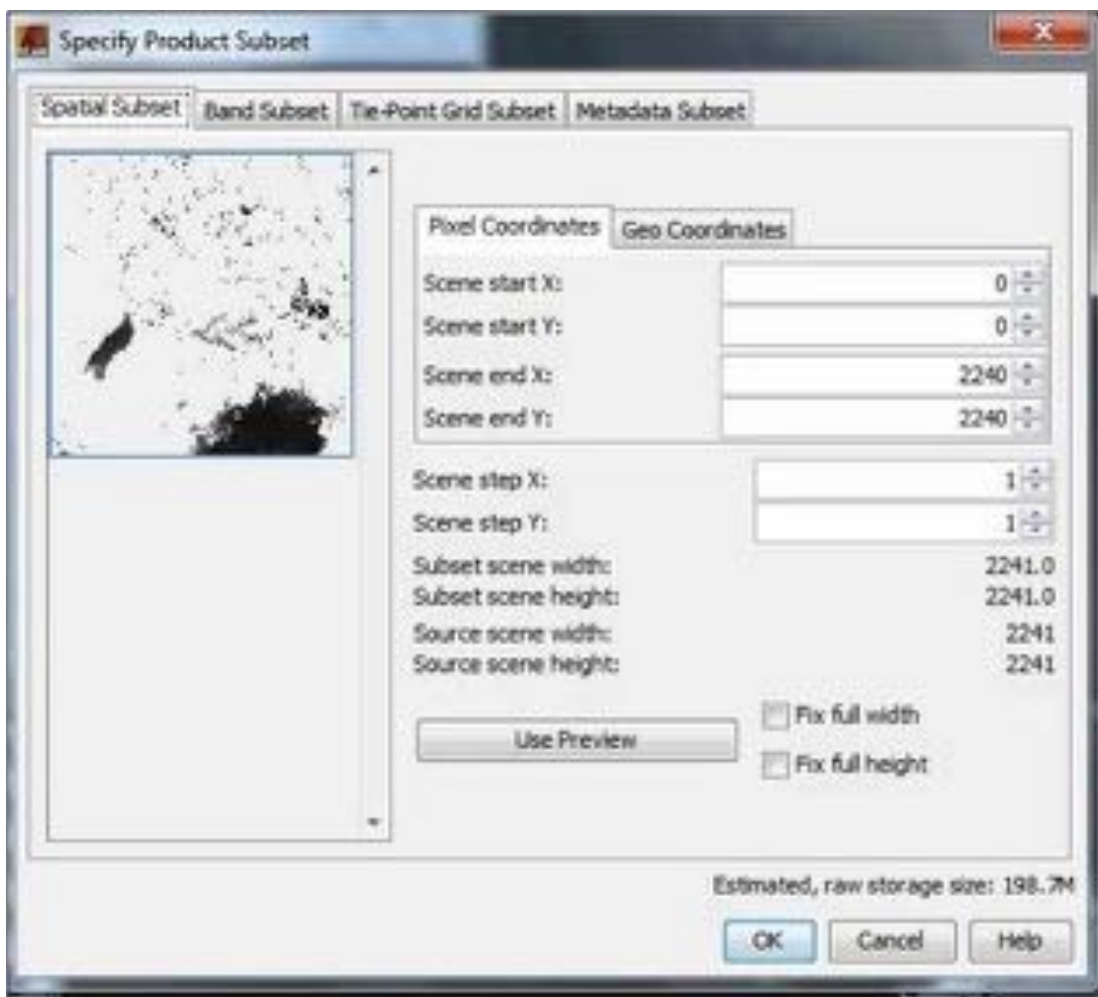 Specify Product Subset
Spatial Subset Band Subset Tie-Point Grid Subset Metadata Subset
Pixel Coordinates Geo Coordinates
Scene start X: 0
Scene start Y: 0
Scene end X: 2240
Scene end Y: 2240
Scene step X: 1
Scene step Y: 1
Subset scene width: 2241.0
Subset scene height: 2241.0
Source scene width: 2241
Source scene height: 2241
Use Preview
Fix full width
Fix full height
Estimated, raw storage size: 198.7M
OK Cancel Help